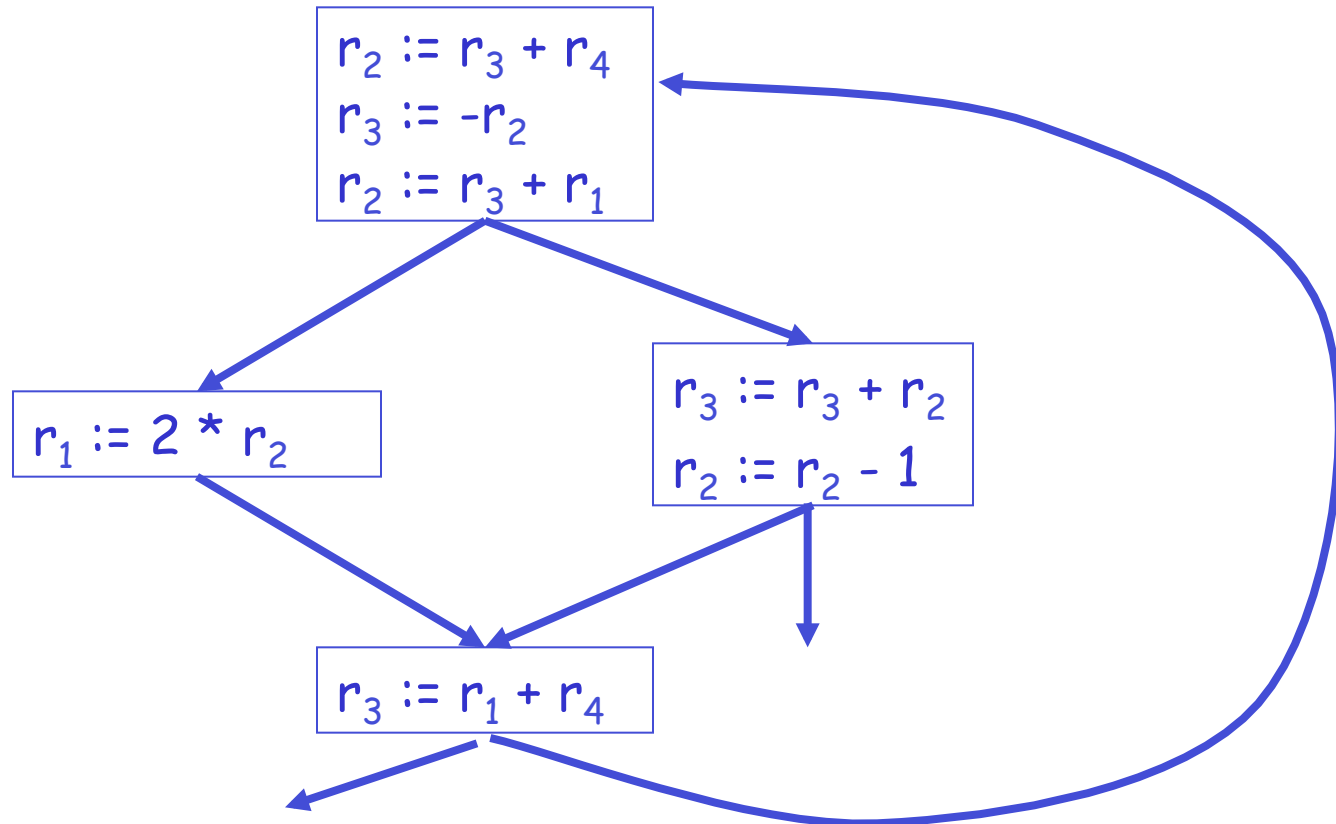 r₂ := r₃ + r₄
r₃ := -r₂
r₂ := r₃ + r₁
r₁ := 2 * r₂
r₃ := r₃ + r₂
r₂ := r₂ - 1
r₃ := r₁ + r₄